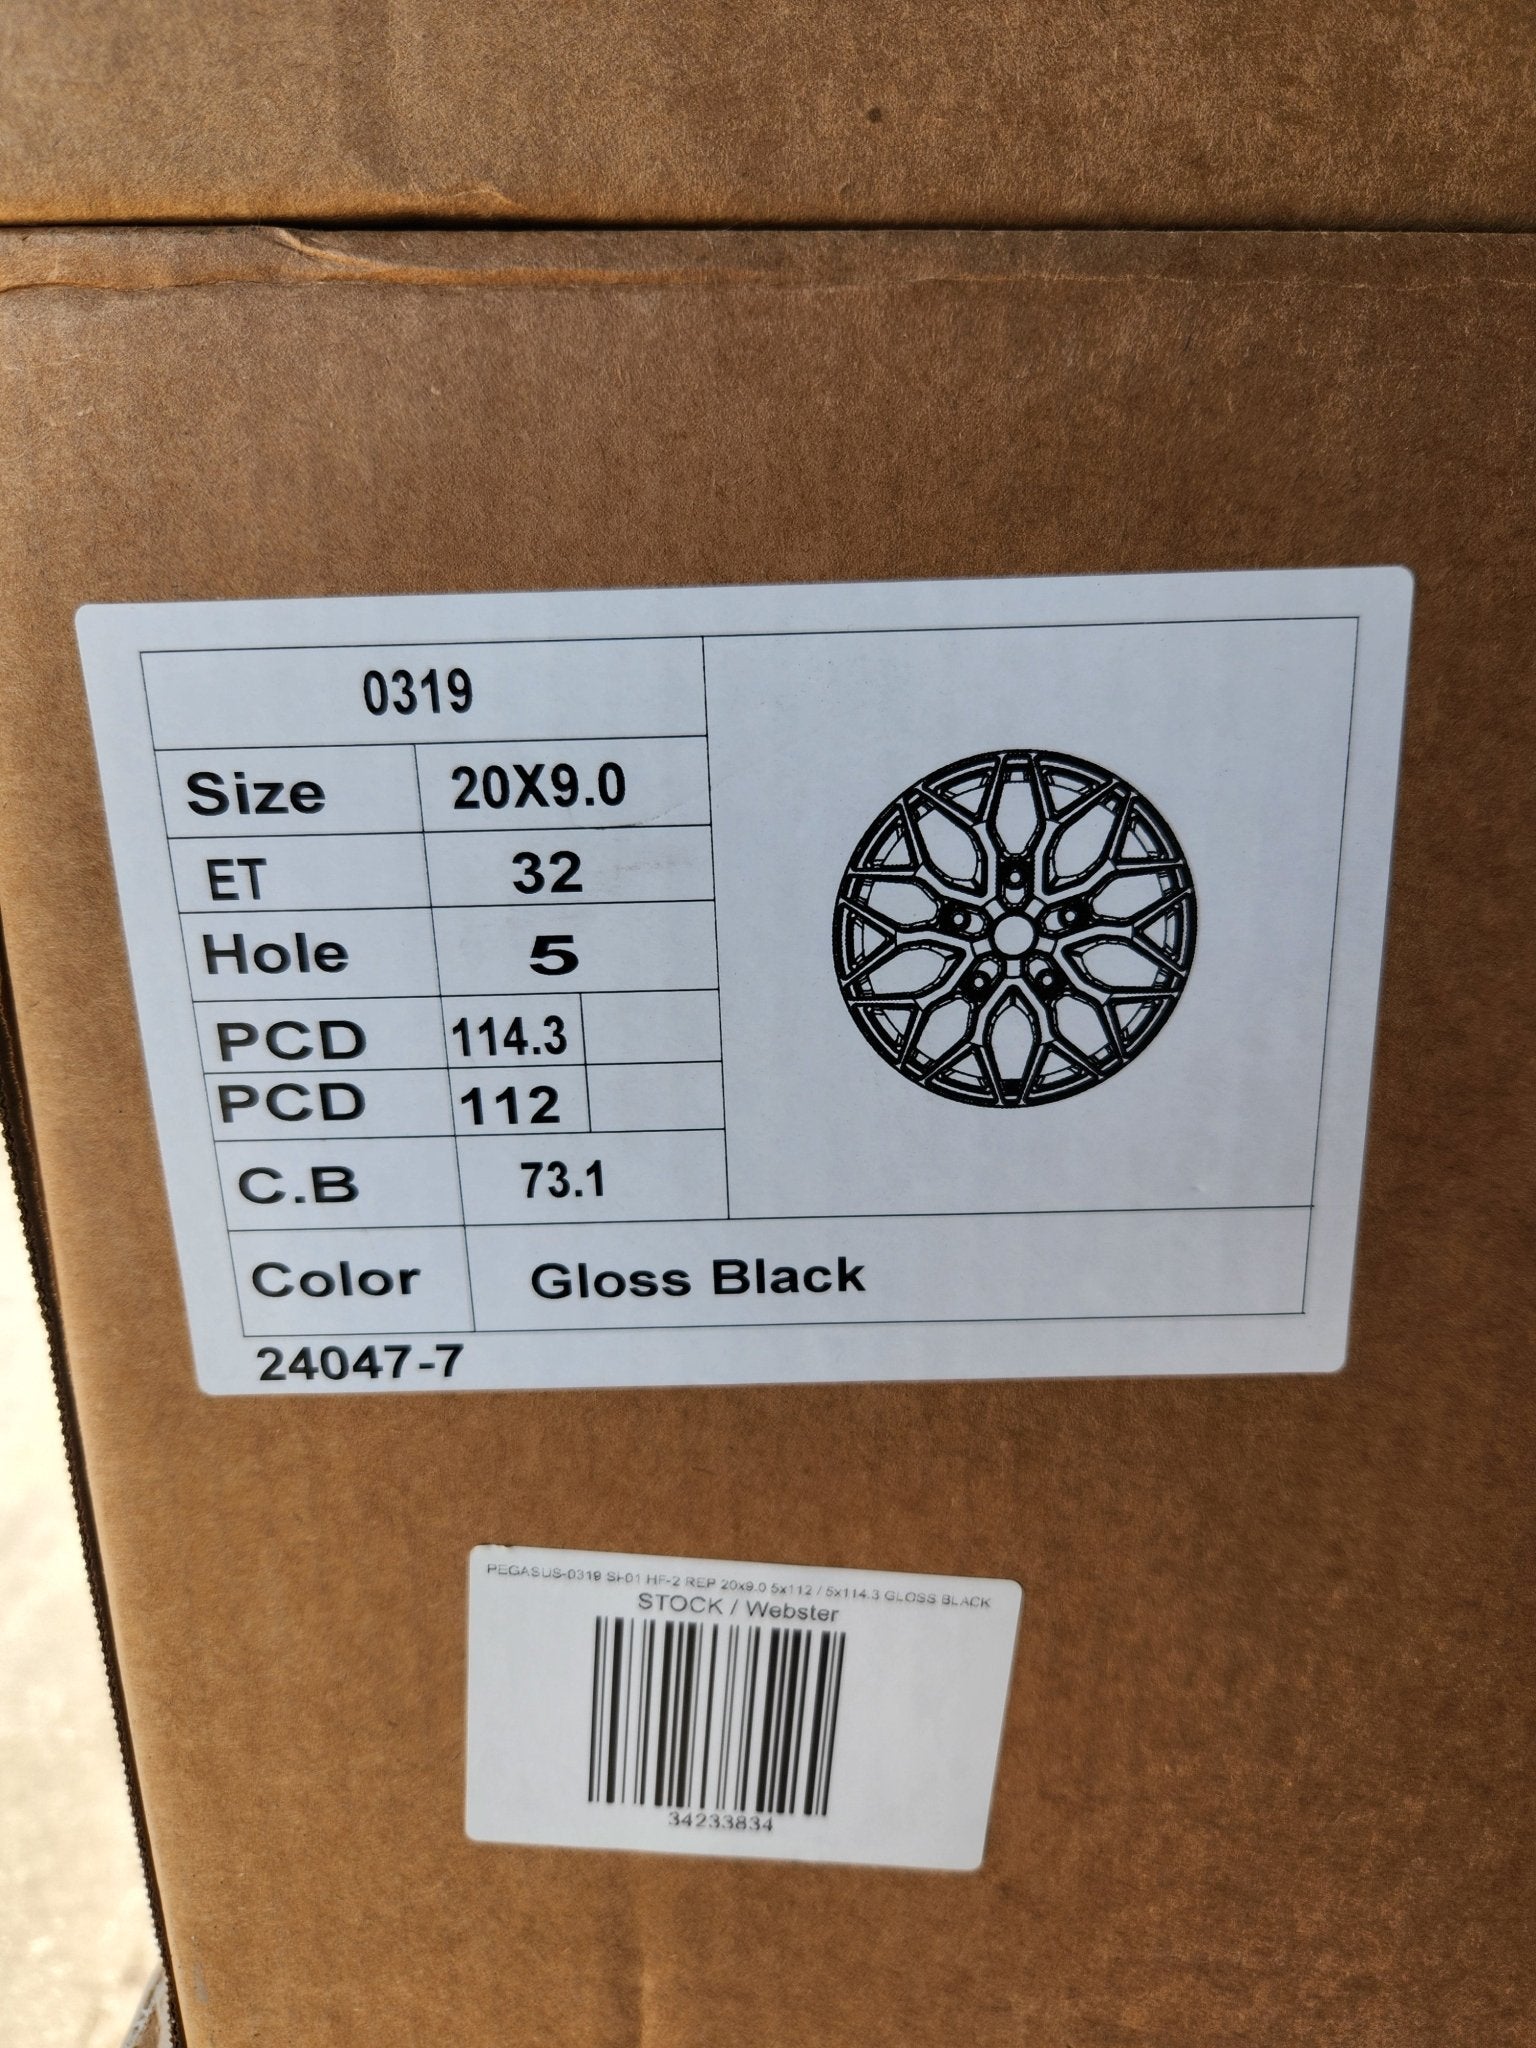 0319
Size 20X9.0
ET 32
Hole 5
PCD 114.3
PCD 112
C.B 73.1
Color Gloss Black
24047-7
PEGASUS-0319 SI-01 HF-2 REP 20x9.0 5x112 / 5x114.3 GLOSS BLACK
STOCK / Webster
34233834